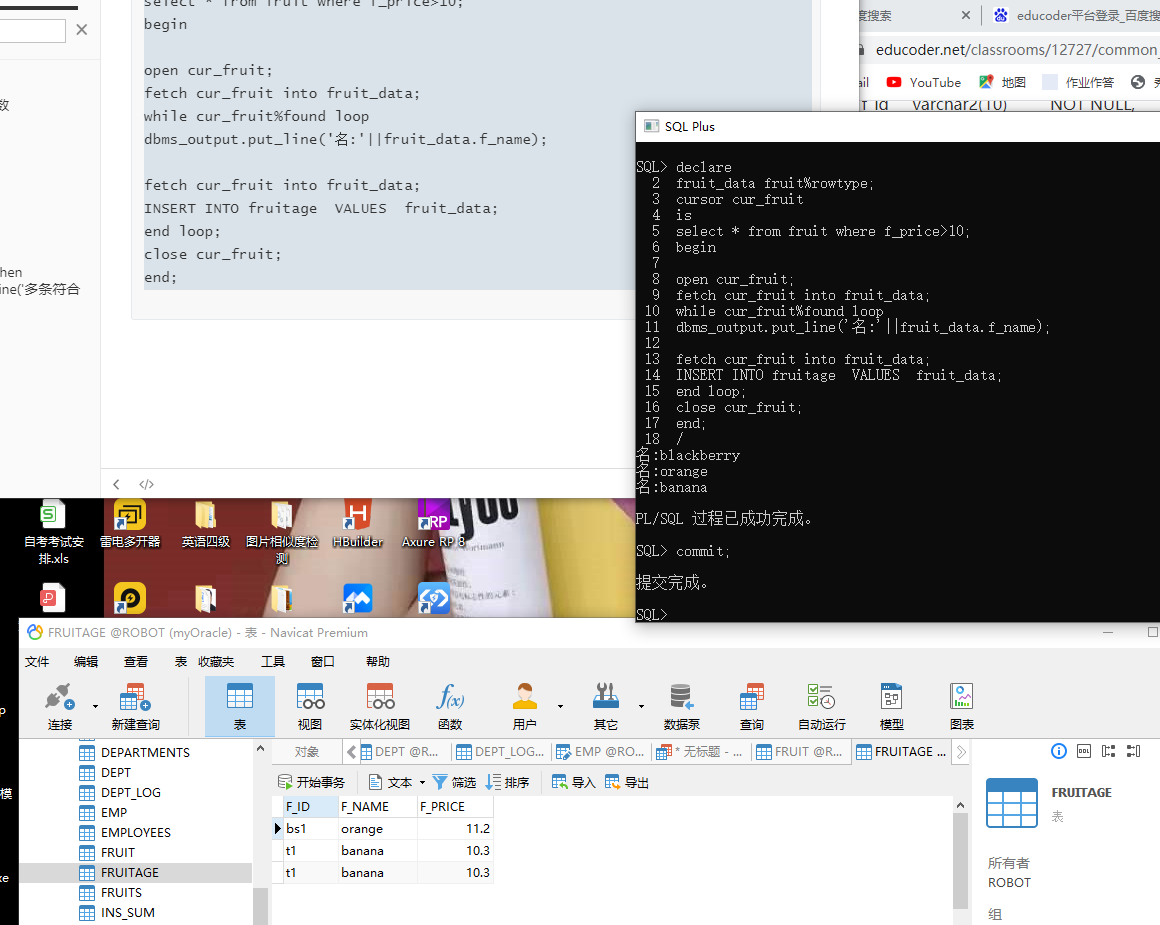 select * from fruit where f_price>10;
begin
open cur_fruit;
fetch cur_fruit into fruit_data;
while cur_fruit%found loop
dbms_output.put_line('名:'||fruit_data.f_name);
fetch cur_fruit into fruit_data;
INSERT INTO fruitage  VALUES  fruit_data;
end loop;
close cur_fruit;
end;
数
hen
ine('多条符合
度搜索
educoder平台登录_百度搜
educoder.net/classrooms/12727/common_
ail YouTube 地图 作业作答
t_id varchar2(10) NOT NULL,
SQL Plus
SQL> declare
2 fruit_data fruit%rowtype;
3 cursor cur_fruit
4 is
5 select * from fruit where f_price>10;
6 begin
7
8 open cur_fruit;
9 fetch cur_fruit into fruit_data;
10 while cur_fruit%found loop
11 dbms_output.put_line('名:'||fruit_data.f_name);
12
13 fetch cur_fruit into fruit_data;
14 INSERT INTO fruitage  VALUES  fruit_data;
15 end loop;
16 close cur_fruit;
17 end;
18 /
名:blackberry
名:orange
名:banana
PL/SQL 过程已成功完成。
SQL> commit;
提交完成。
SQL>
自考考试安排.xls
雷电多开器
英语四级
图片相似度检测
HBuilder
Axure RP 8
FRUITAGE @ROBOT (myOracle) - 表 - Navicat Premium
文件 编辑 查看 表 收藏夹 工具 窗口 帮助
连接 新建查询 表 视图 实体化视图 函数 用户 其它 数据泵 查询 自动运行 模型 图表
对象 DEPT @R... DEPT_LOG... EMP @RO... * 无标题 - ... FRUIT @R... FRUITAGE ...
开始事务 文本 筛选 排序 导入 导出
DEPARTMENTS
DEPT
DEPT_LOG
EMP
EMPLOYEES
FRUIT
FRUITAGE
FRUITS
INS_SUM
F_ID F_NAME F_PRICE
bs1 orange 11.2
t1 banana 10.3
t1 banana 10.3
FRUITAGE
表
所有者
ROBOT
组